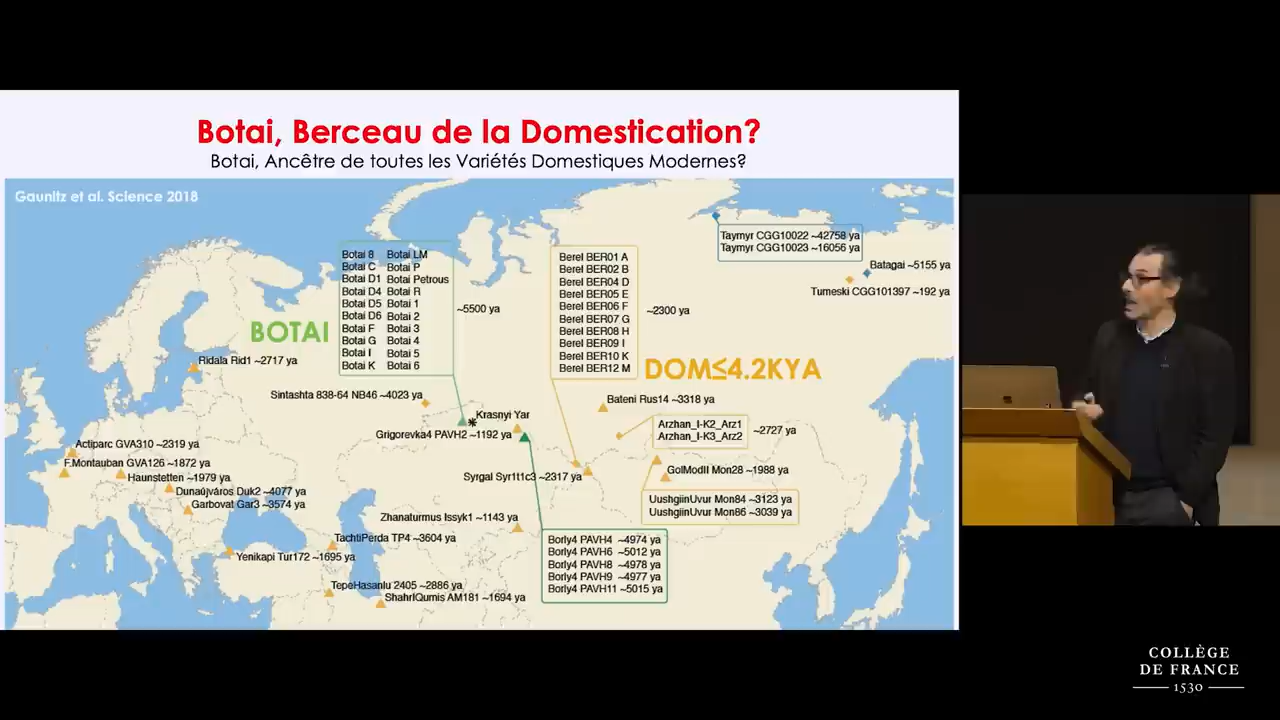 Botai, Berceau de la Domestication?
Botai, Ancêtre de toutes les Variétés Domestiques Modernes?
Gaunitz et al. Science 2018
Taymyr CGG10022 ~42758 ya
Taymyr CGG10023 ~16056 ya
Batagai ~5155 ya
Tumeski CGG101397 ~192 ya
Botai 8 Botai LM
Botai C Botai P
Botai D1 Botai Petrous
Botai D4 Botai R
Botai D5 Botai 1
Botai D6 Botai 2
Botai F Botai 3
Botai G Botai 4
Botai I Botai 5
Botai K Botai 6
~5500 ya
BOTAI
Berel BER01 A
Berel BER02 B
Berel BER04 D
Berel BER05 E
Berel BER06 F
Berel BER07 G
Berel BER08 H
Berel BER09 I
Berel BER10 K
Berel BER12 M
~2300 ya
DOM≤4.2KYA
Ridala Rid1 ~2717 ya
Sintashta 838-64 NB46 ~4023 ya
Bateni Rus14 ~3318 ya
Krasnyi Yar
Grigorevka4 PAVH2 ~1192 ya
Arzhan_I-K2_Arz1
Arzhan_I-K3_Arz2
~2727 ya
Actiparc GVA310 ~2319 ya
F.Montauban GVA126 ~1872 ya
Haunstetten ~1979 ya
Dunaújváros Duk2 ~4077 ya
Garbovat Gar3 ~3574 ya
Syrgal Syr1t1c3 ~2317 ya
GolModII Mon28 ~1988 ya
UushgiinUvur Mon84 ~3123 ya
UushgiinUvur Mon86 ~3039 ya
Zhanaturmus Issyk1 ~1143 ya
TachtiPerda TP4 ~3604 ya
Yenikapi Tur172 ~1695 ya
Borly4 PAVH4 ~4974 ya
Borly4 PAVH6 ~5012 ya
Borly4 PAVH8 ~4978 ya
Borly4 PAVH9 ~4977 ya
Borly4 PAVH11 ~5015 ya
TepeHasanlu 2405 ~2886 ya
ShahrIQumis AM181 ~1694 ya
COLLÈGE
DE FRANCE
1530